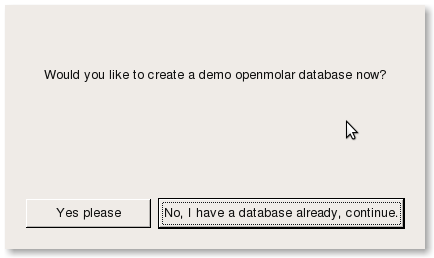 Would you like to create a demo openmolar database now?
Yes please
No, I have a database already, continue.